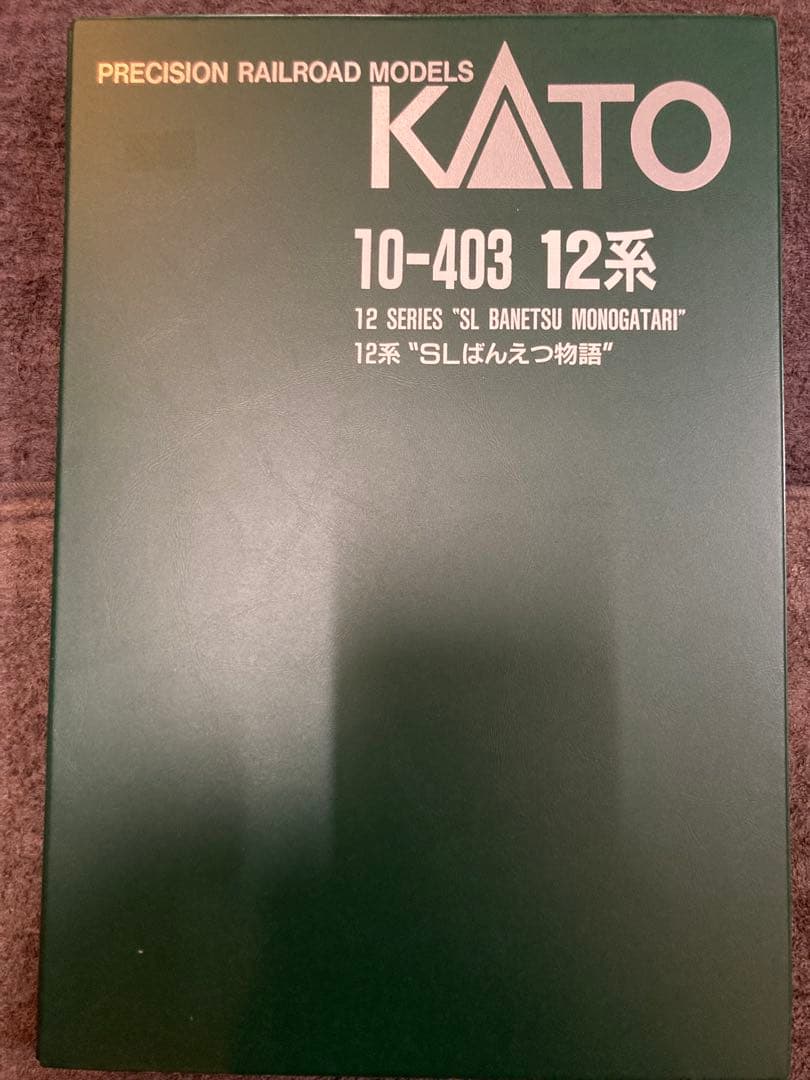 PRECISION RAILROAD MODELS
KATO
10-403 12系
12 SERIES "SL BANETSU MONOGATARI"
12系 "SLばんえつ物語"